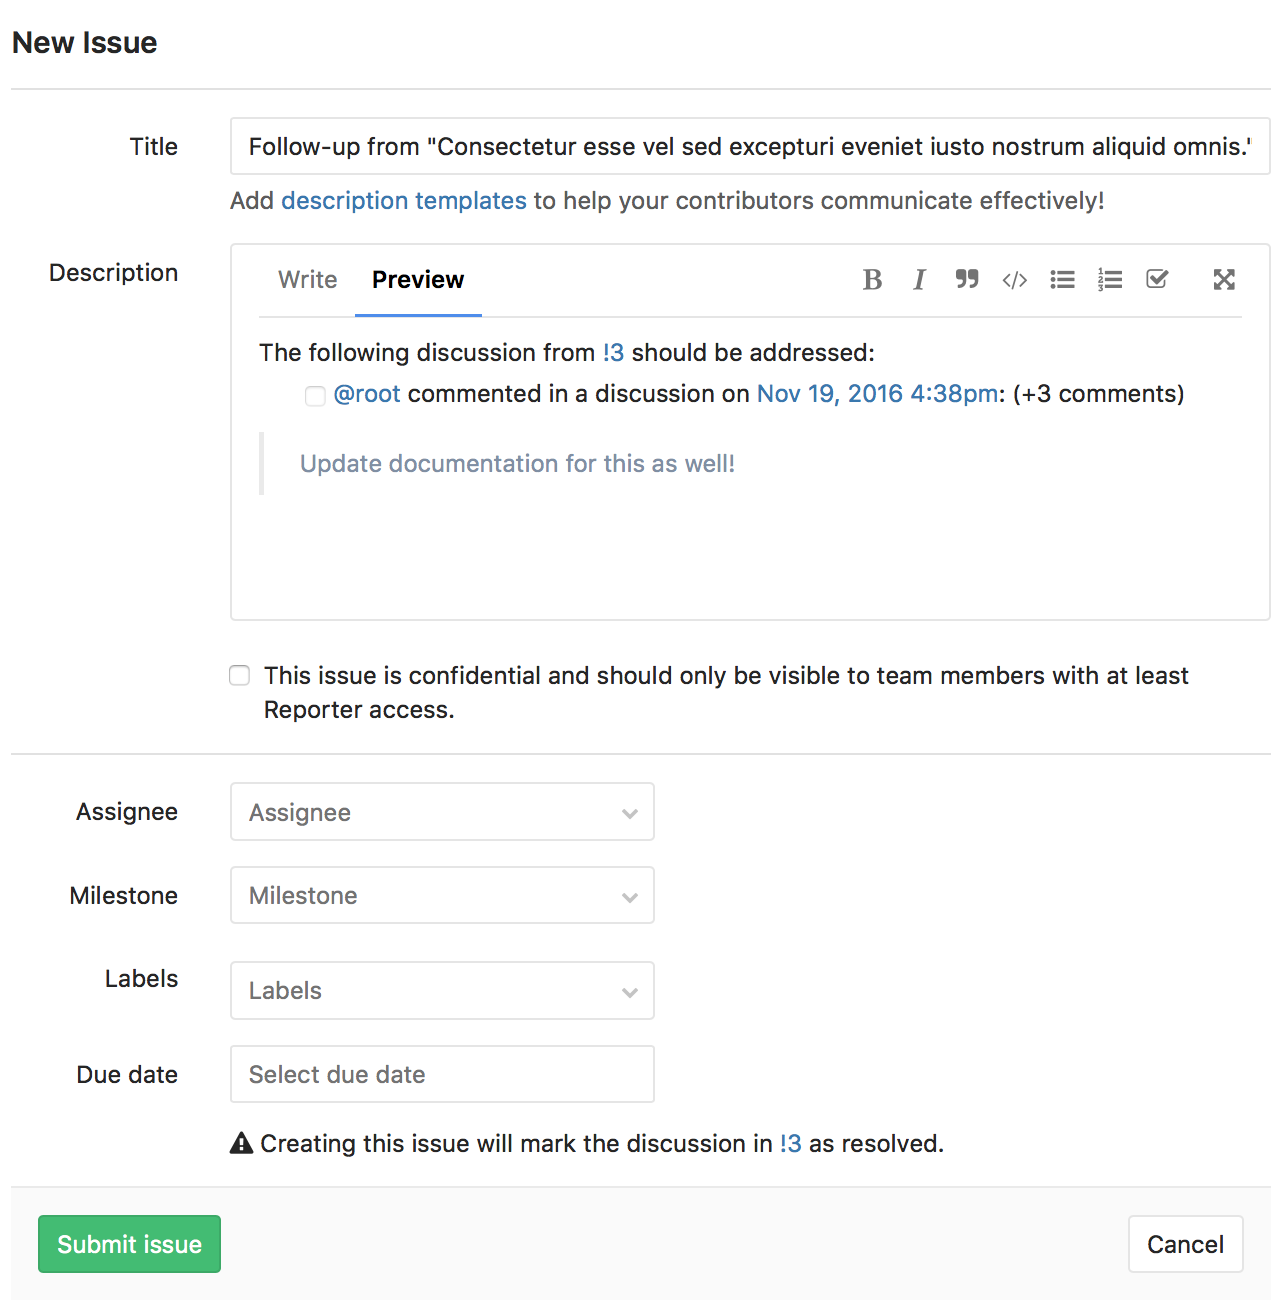 New Issue
Title
Follow-up from "Consectetur esse vel sed excepturi eveniet iusto nostrum aliquid omnis."
Add description templates to help your contributors communicate effectively!
Description
Write Preview
The following discussion from !3 should be addressed:
@root commented in a discussion on Nov 19, 2016 4:38pm: (+3 comments)
Update documentation for this as well!
This issue is confidential and should only be visible to team members with at least
Reporter access.
Assignee
Assignee
Milestone
Milestone
Labels
Labels
Due date
Select due date
Creating this issue will mark the discussion in !3 as resolved.
Submit issue
Cancel